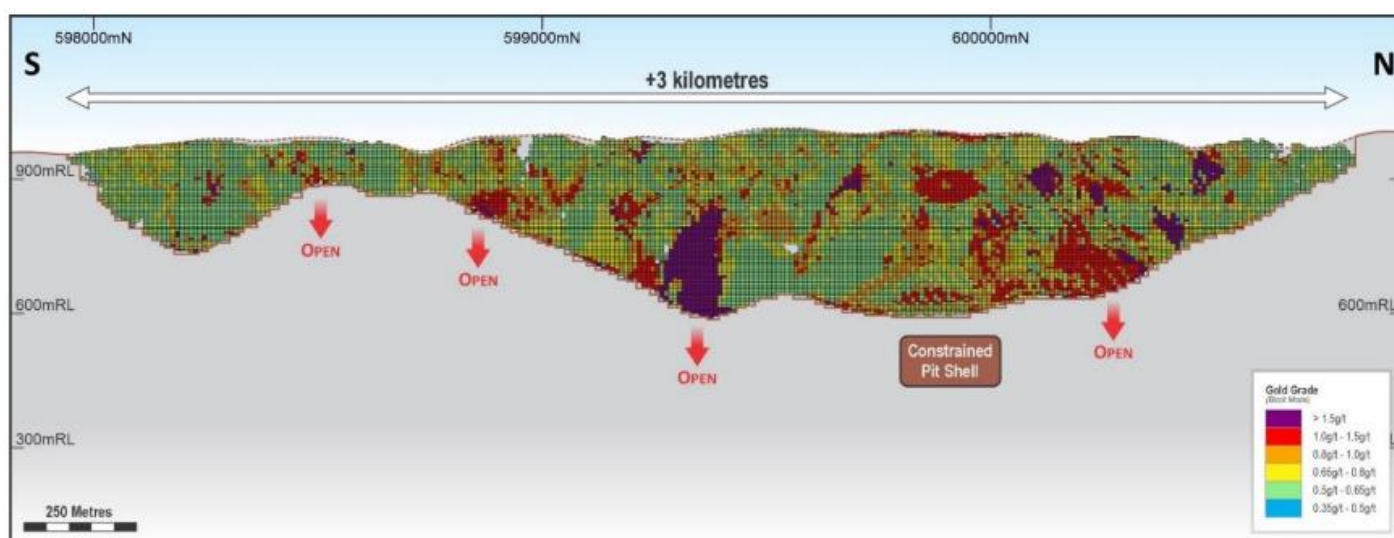 598000mN
599000mN
600000mN
S
N
+3 kilometres
900mRL
OPEN
OPEN
600mRL
600mRL
OPEN
Constrained
Pit Shell
OPEN
300mRL
250 Metres
Gold Grade
(Block Model)
> 1.5g/t
1.0g/t - 1.5g/t
0.8g/t - 1.0g/t
0.65g/t - 0.8g/t
0.5g/t - 0.65g/t
0.35g/t - 0.5g/t